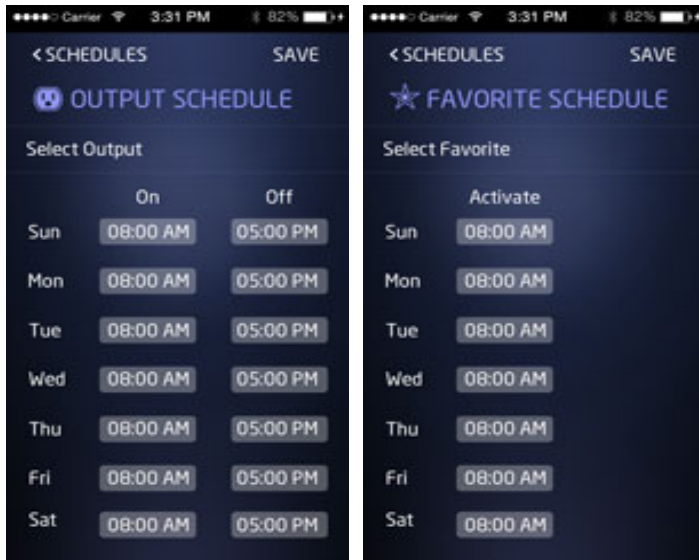 Carrier 3:31 PM 82%
< SCHEDULES SAVE
OUTPUT SCHEDULE
Select Output
On Off
Sun 08:00 AM 05:00 PM
Mon 08:00 AM 05:00 PM
Tue 08:00 AM 05:00 PM
Wed 08:00 AM 05:00 PM
Thu 08:00 AM 05:00 PM
Fri 08:00 AM 05:00 PM
Sat 08:00 AM 05:00 PM
Carrier 3:31 PM 82%
< SCHEDULES SAVE
FAVORITE SCHEDULE
Select Favorite
Activate
Sun 08:00 AM
Mon 08:00 AM
Tue 08:00 AM
Wed 08:00 AM
Thu 08:00 AM
Fri 08:00 AM
Sat 08:00 AM